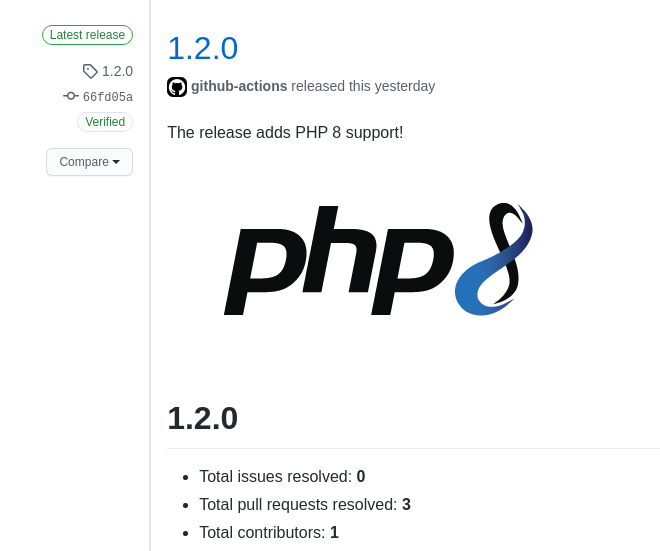 Latest release
1.2.0
66fd05a
Verified
Compare
1.2.0
github-actions released this yesterday
The release adds PHP 8 support!
php8
1.2.0
Total issues resolved: 0
Total pull requests resolved: 3
Total contributors: 1